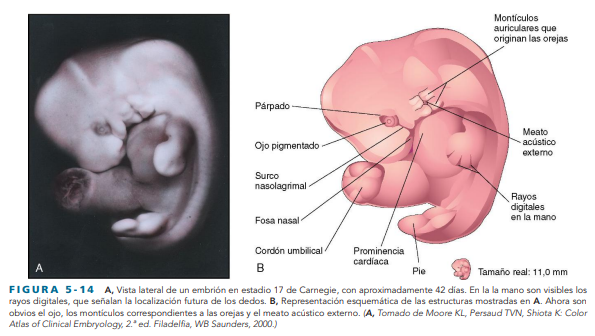 Montículos
auriculares que
originan las orejas
Párpado
Ojo pigmentado
Surco
nasolagrimal
Fosa nasal
Cordón umbilical
Prominencia
cardíaca
Pie
Meato
acústico
externo
Rayos
digitales
en la mano
Tamaño real: 11,0 mm
A
B
FIGURA 5-14 A, Vista lateral de un embrión en estadio 17 de Carnegie, con aproximadamente 42 días. En la la mano son visibles los
rayos digitales, que señalan la localización futura de los dedos. B, Representación esquemática de las estructuras mostradas en A. Ahora son
obvios el ojo, los montículos correspondientes a las orejas y el meato acústico externo. (A, Tomado de Moore KL, Persaud TVN, Shiota K: Color
Atlas of Clinical Embryology, 2.ª ed. Filadelfia, WB Saunders, 2000.)